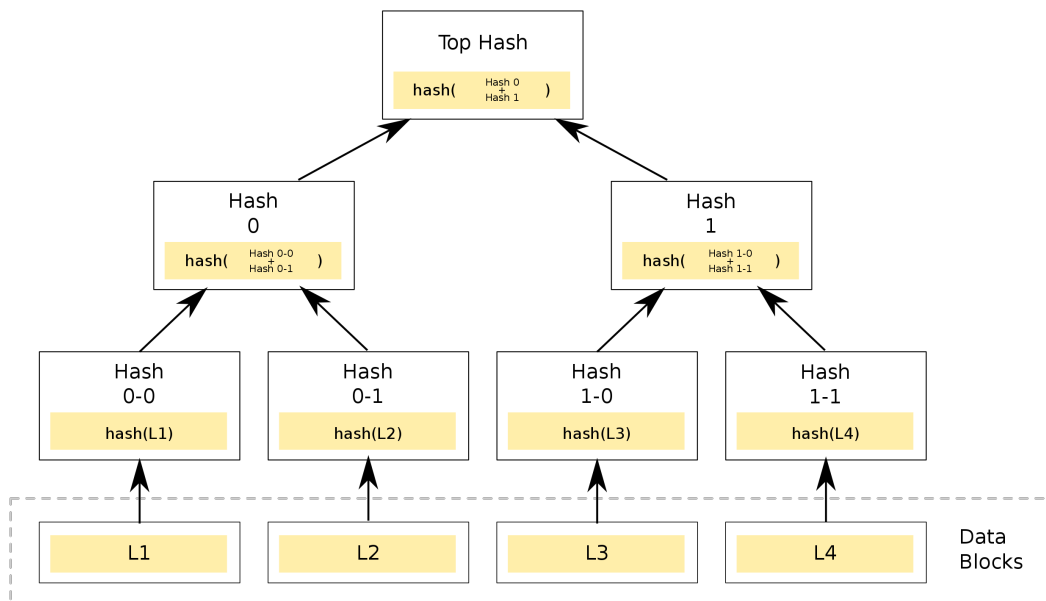 Top Hash
hash( Hash 0 + Hash 1 )
Hash
0
hash( Hash 0-0 + Hash 0-1 )
Hash
1
hash( Hash 1-0 + Hash 1-1 )
Hash
0-0
hash(L1)
Hash
0-1
hash(L2)
Hash
1-0
hash(L3)
Hash
1-1
hash(L4)
L1
L2
L3
L4
Data
Blocks